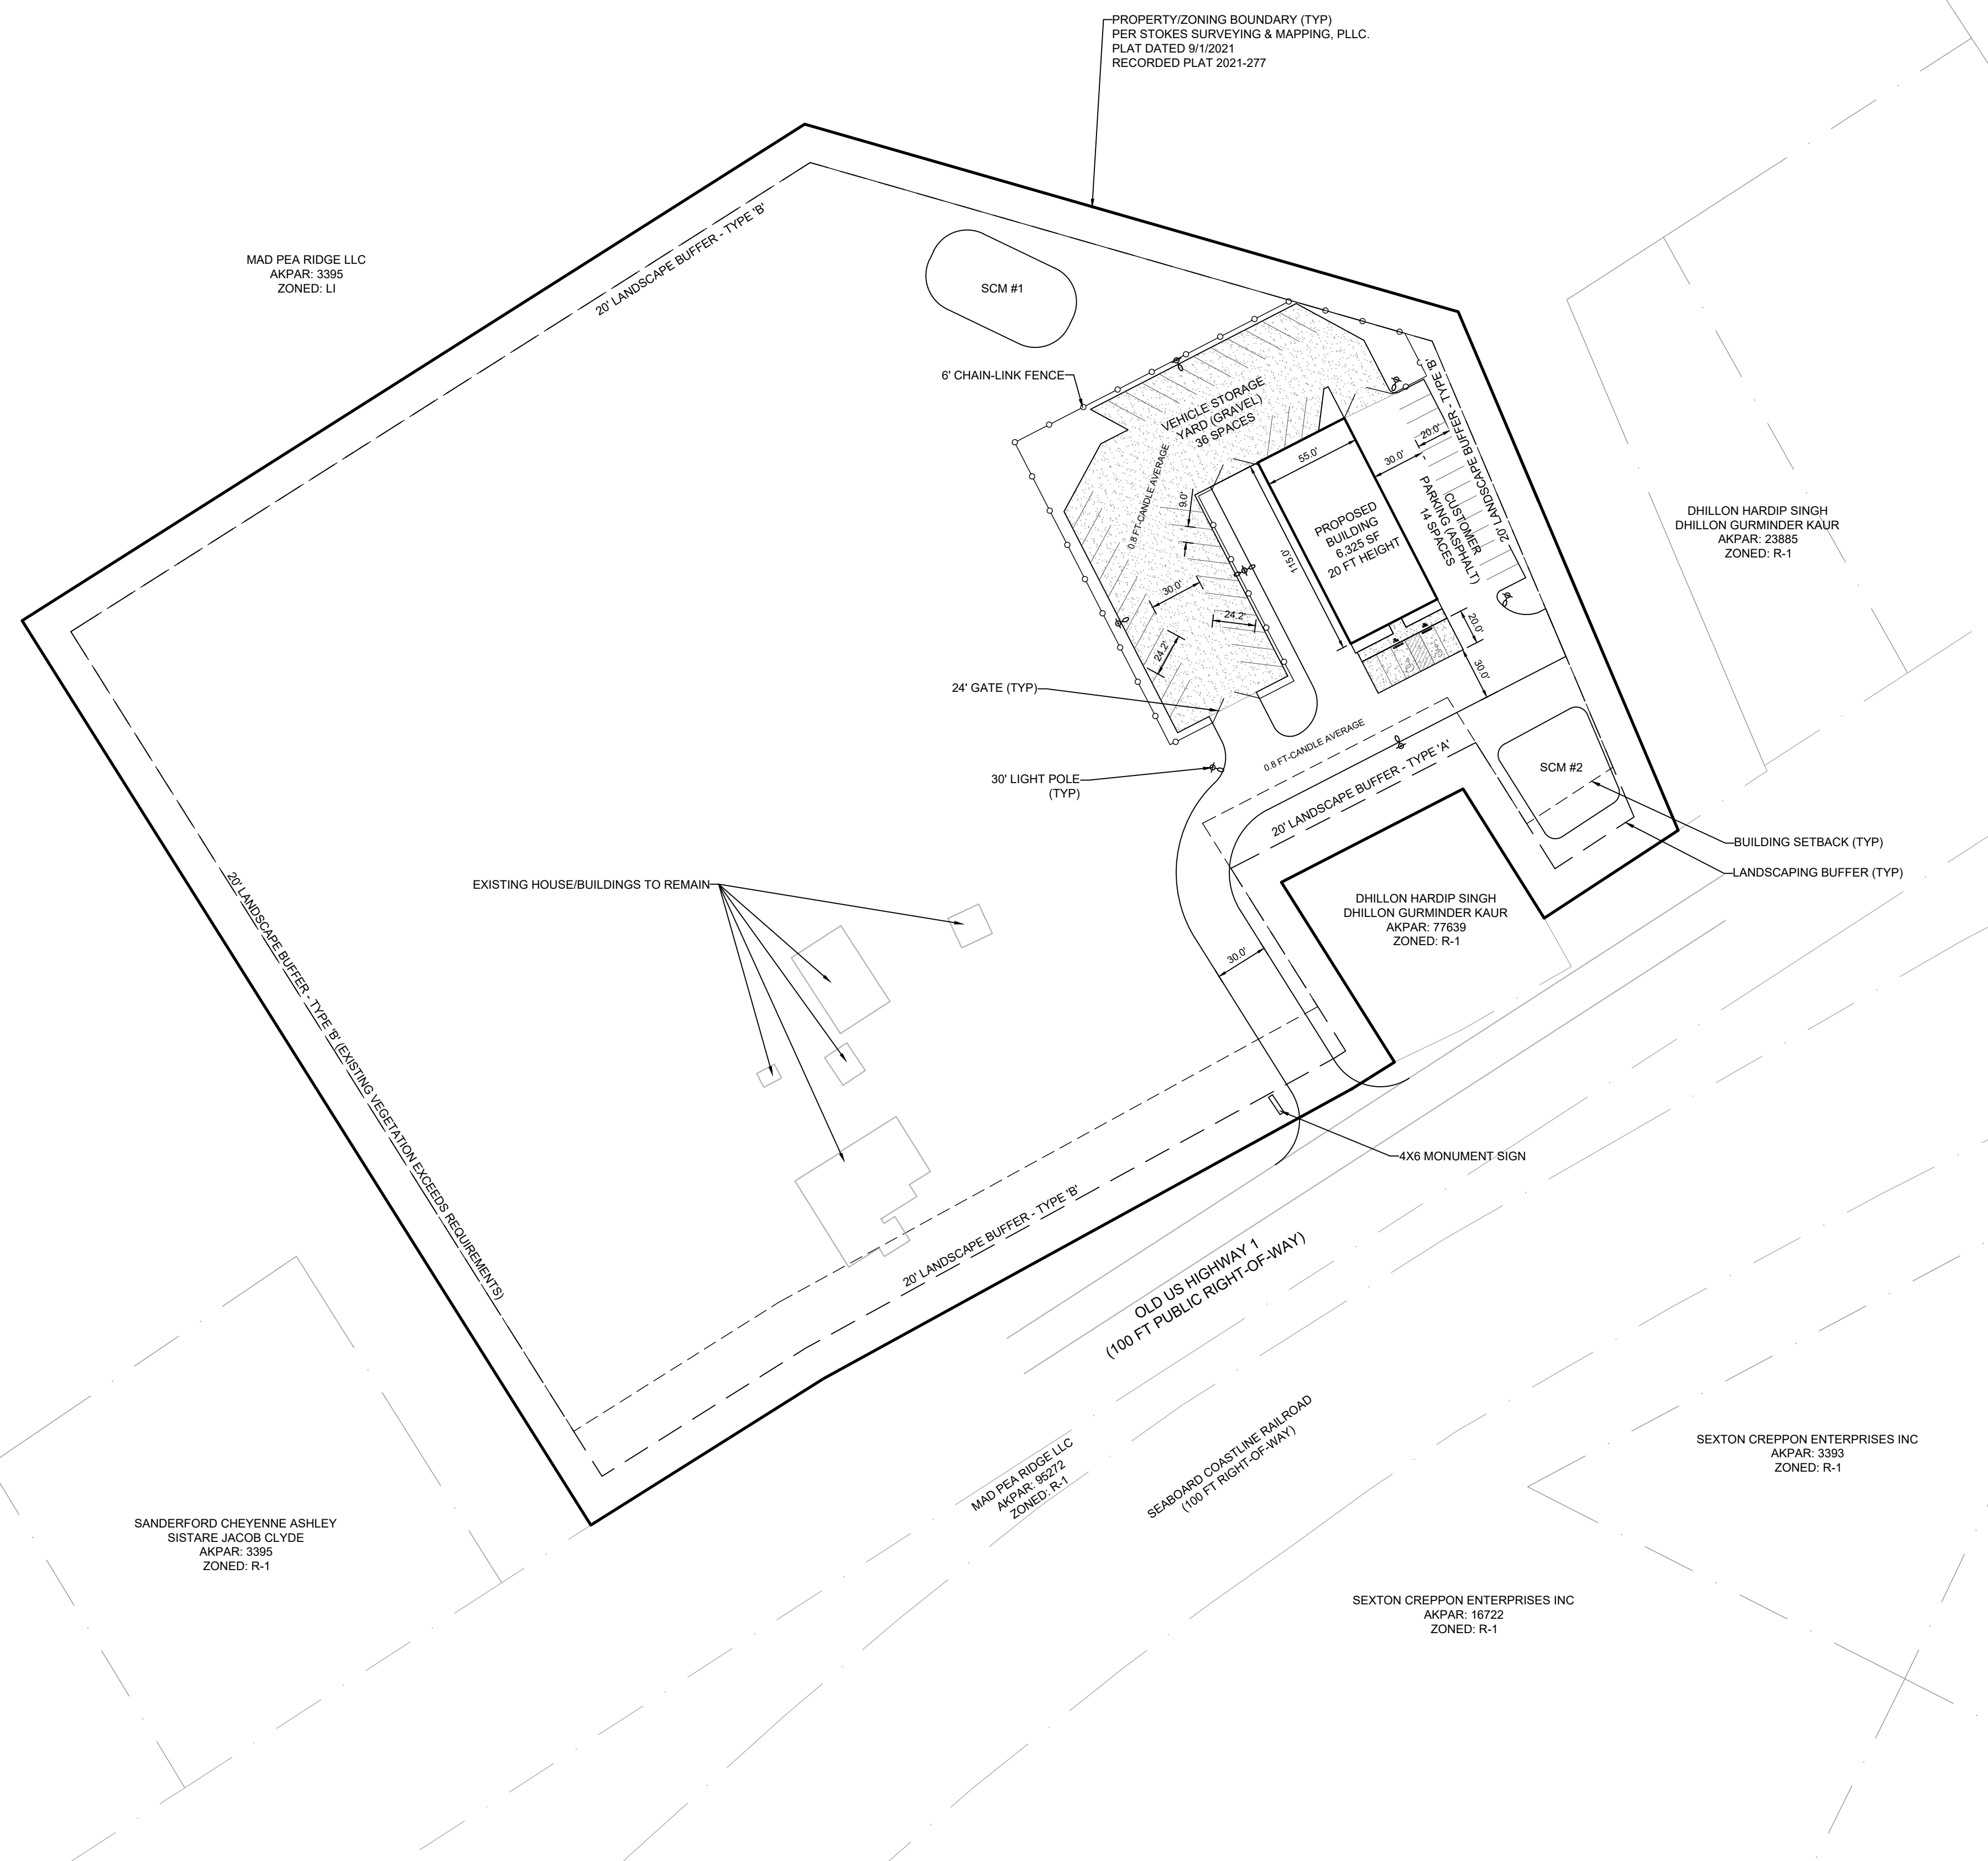 PROPERTY/ZONING BOUNDARY (TYP)
PER STOKES SURVEYING & MAPPING, PLLC.
PLAT DATED 9/1/2021
RECORDED PLAT 2021-277
MAD PEA RIDGE LLC
AKPAR: 3395
ZONED: LI
20' LANDSCAPE BUFFER - TYPE 'B'
SCM #1
6' CHAIN-LINK FENCE
VEHICLE STORAGE
YARD (GRAVEL)
36 SPACES
0.8 FT-CANDLE AVERAGE
20' LANDSCAPE BUFFER - TYPE 'B'
20.0'
30.0'
55.0'
9.0'
115.0'
PROPOSED
BUILDING
6,325 SF
20 FT HEIGHT
CUSTOMER
PARKING (ASPHALT)
14 SPACES
DHILLON HARDIP SINGH
DHILLON GURMINDER KAUR
AKPAR: 23885
ZONED: R-1
30.0'
24.2'
24.2'
20.0'
30.0'
24' GATE (TYP)
0.8 FT-CANDLE AVERAGE
30' LIGHT POLE
(TYP)
20' LANDSCAPE BUFFER - TYPE 'A'
SCM #2
BUILDING SETBACK (TYP)
LANDSCAPING BUFFER (TYP)
EXISTING HOUSE/BUILDINGS TO REMAIN
DHILLON HARDIP SINGH
DHILLON GURMINDER KAUR
AKPAR: 77639
ZONED: R-1
30.0'
20' LANDSCAPE BUFFER - TYPE 'B' (EXISTING VEGETATION EXCEEDS REQUIREMENTS)
4X6 MONUMENT SIGN
20' LANDSCAPE BUFFER - TYPE 'B'
OLD US HIGHWAY 1
(100 FT PUBLIC RIGHT-OF-WAY)
MAD PEA RIDGE LLC
AKPAR: 95272
ZONED: R-1
SEABOARD COASTLINE RAILROAD
(100 FT RIGHT-OF-WAY)
SEXTON CREPPON ENTERPRISES INC
AKPAR: 3393
ZONED: R-1
SANDERFORD CHEYENNE ASHLEY
SISTARE JACOB CLYDE
AKPAR: 3395
ZONED: R-1
SEXTON CREPPON ENTERPRISES INC
AKPAR: 16722
ZONED: R-1